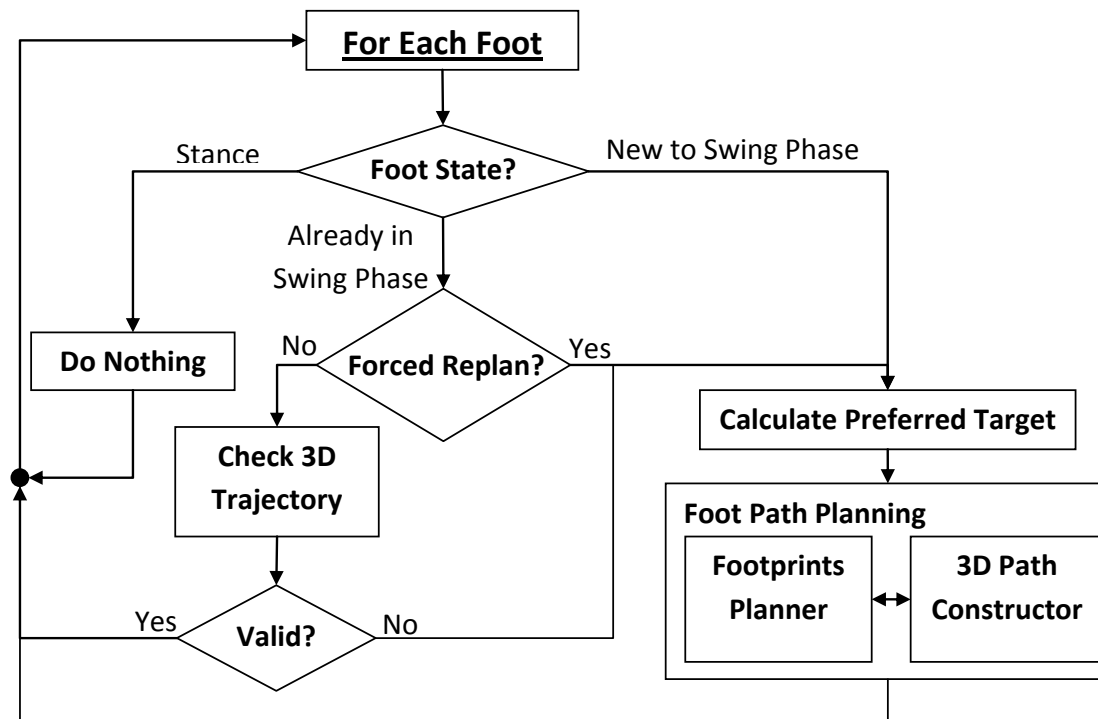 For Each Foot
Stance
Foot State?
New to Swing Phase
Already in
Swing Phase
Do Nothing
No
Forced Replan?
Yes
Calculate Preferred Target
Check 3D
Trajectory
Foot Path Planning
Footprints
Planner
3D Path
Constructor
Yes
Valid?
No